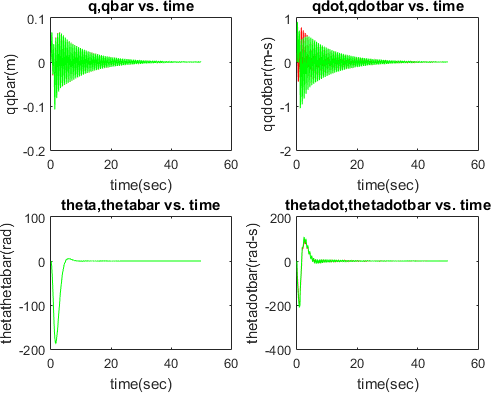 q,qbar vs. time
0.1
0
-0.1
-0.2
qqbar(m)
0 20 40 60
time(sec)
qdot,qdotbar vs. time
1
0
-1
-2
qqdotbar(m-s)
0 20 40 60
time(sec)
theta,thetabar vs. time
100
0
-100
-200
thetathetabar(rad)
0 20 40 60
time(sec)
thetadot,thetadotbar vs. time
200
0
-200
-400
thetadotbar(rad-s)
0 20 40 60
time(sec)